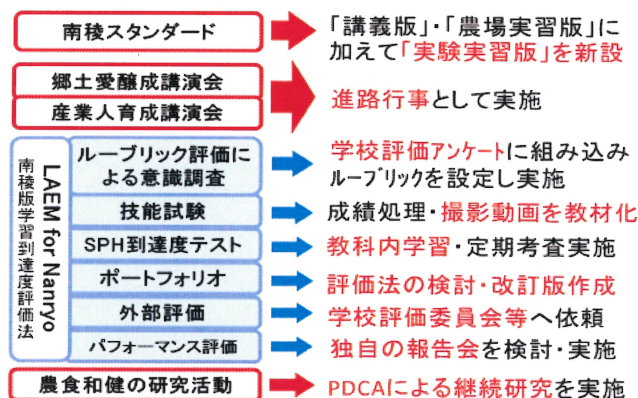 南稜スタンダード
「講義版」・「農場実習版」に
加えて「実験実習版」を新設
郷土愛醸成講演会
産業人育成講演会
進路行事として実施
南稜版学習到達度評価法
LAEM for Nanryo
ルーブリック評価に
よる意識調査
学校評価アンケートに組み込み
ルーブリックを設定し実施
技能試験
成績処理・撮影動画を教材化
SPH到達度テスト
教科内学習・定期考査実施
ポートフォリオ
評価法の検討・改訂版作成
外部評価
学校評価委員会等へ依頼
パフォーマンス評価
独自の報告会を検討・実施
農食和健の研究活動
PDCAによる継続研究を実施